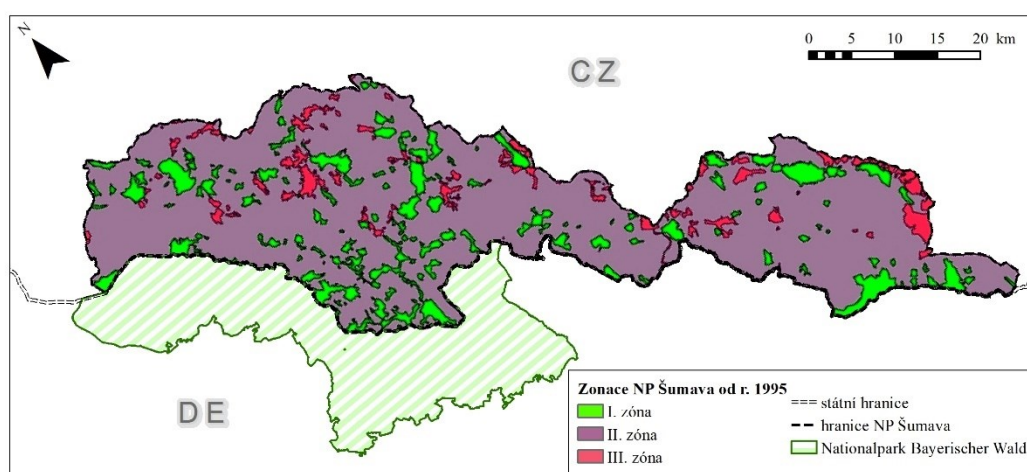 N
CZ
0 5 10 15 20 km
DE
Zonace NP Šumava od r. 1995
I. zóna
II. zóna
III. zóna
státní hranice
hranice NP Šumava
Nationalpark Bayerischer Wald